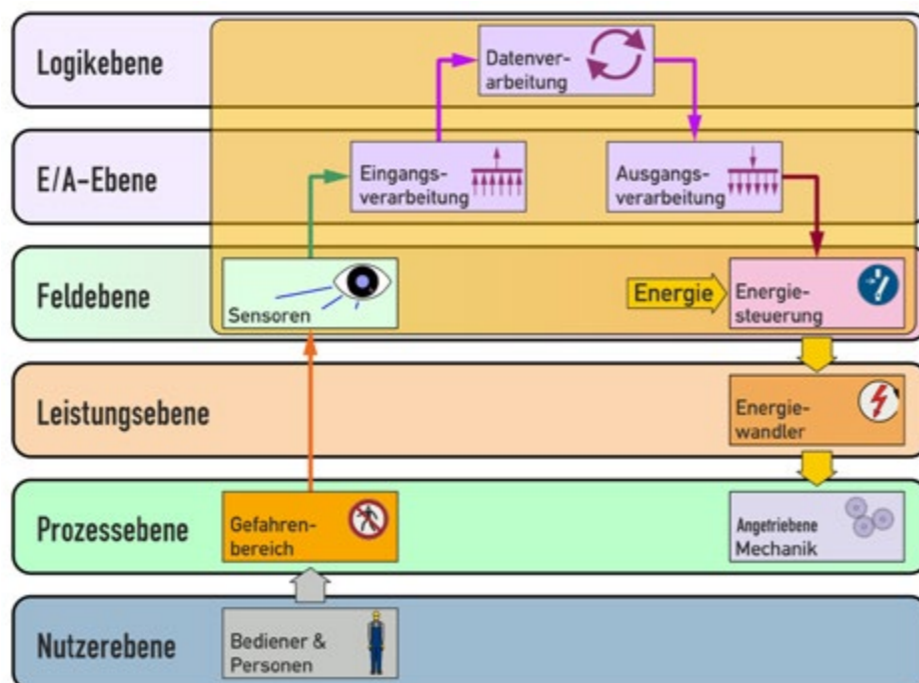 Logikebene
Datenver-
arbeitung
E/A-Ebene
Eingangs-
verarbeitung
Ausgangs-
verarbeitung
Feldebene
Sensoren
Energie
Energie-
steuerung
Leistungsebene
Energie-
wandler
Prozessebene
Gefahren-
bereich
Angetriebene
Mechanik
Nutzerebene
Bediener &
Personen